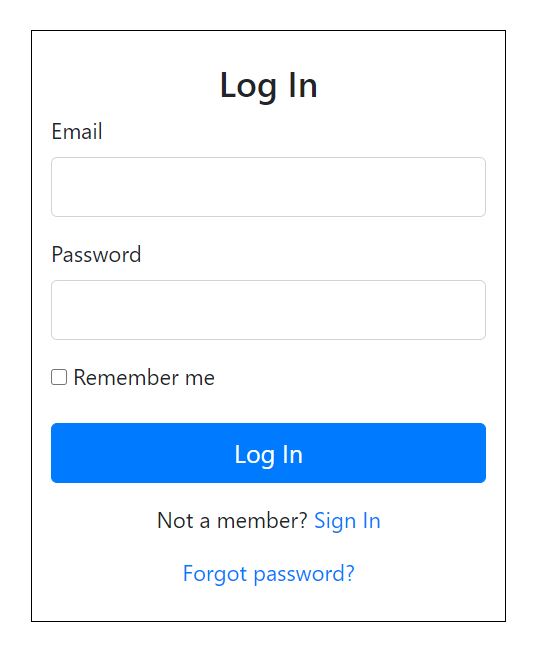 Log In
Email
Password
Remember me
Log In
Not a member? Sign In
Forgot password?